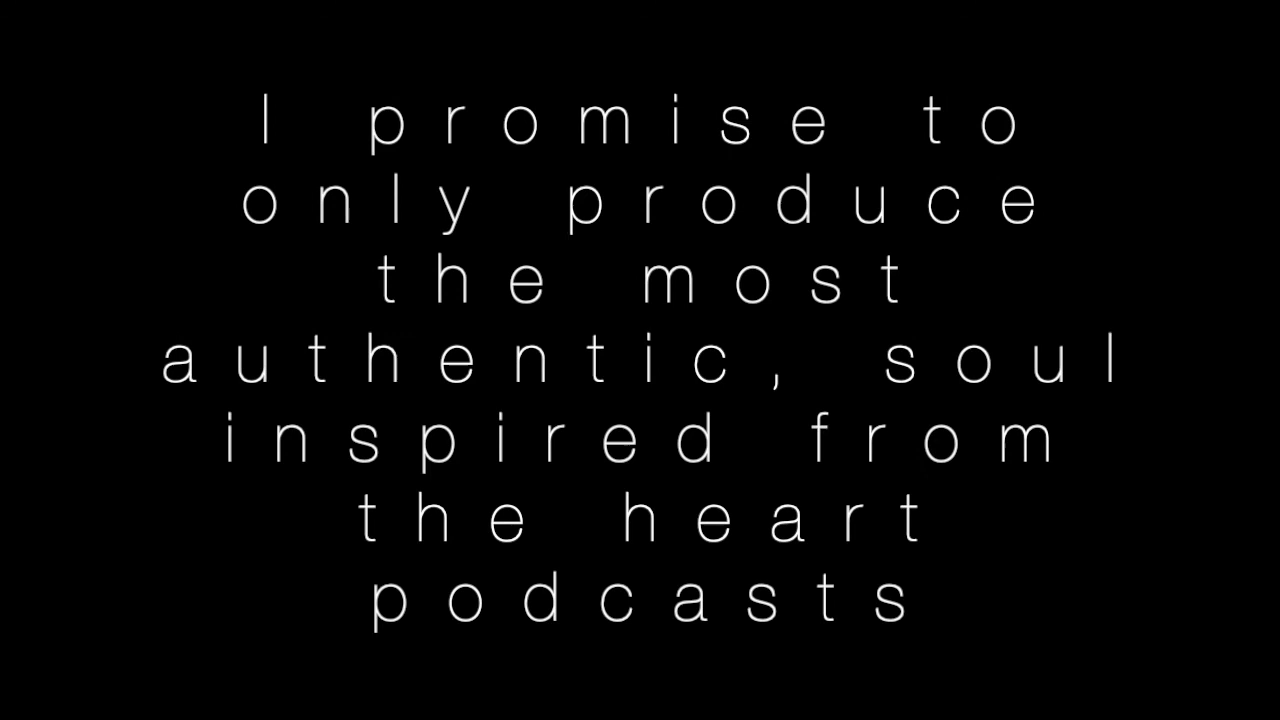 I promise to
only produce
the most
authentic, soul
inspired from
the heart
podcasts